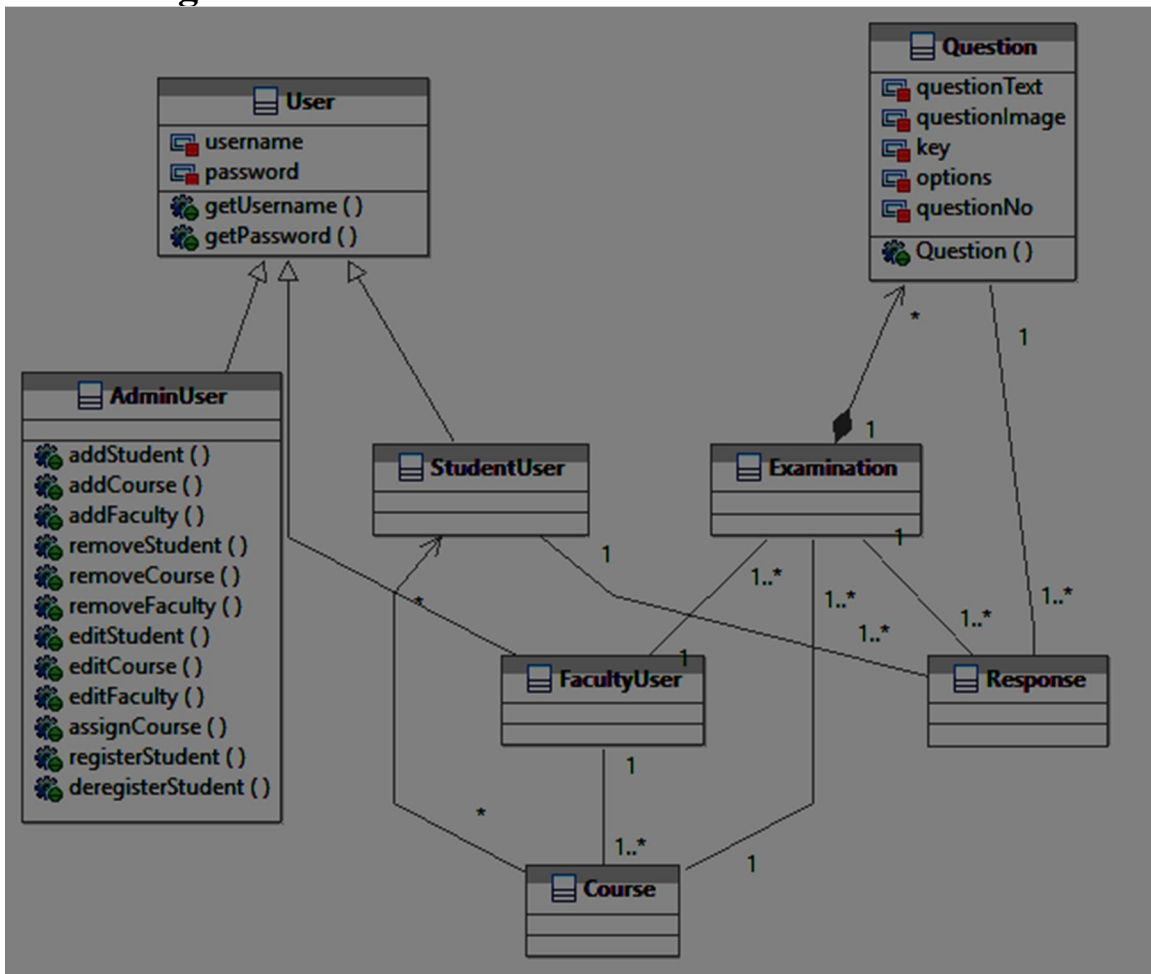 User
username
password
getUsername ( )
getPassword ( )
Question
questionText
questionImage
key
options
questionNo
Question ( )
*
1
1
AdminUser
addStudent ( )
addCourse ( )
addFaculty ( )
removeStudent ( )
removeCourse ( )
removeFaculty ( )
editStudent ( )
editCourse ( )
editFaculty ( )
assignCourse ( )
registerStudent ( )
deregisterStudent ( )
StudentUser
Examination
1
1
1..*
1..*
1..*
1..*
1..*
*
1
FacultyUser
Response
1
*
1..*
1
Course